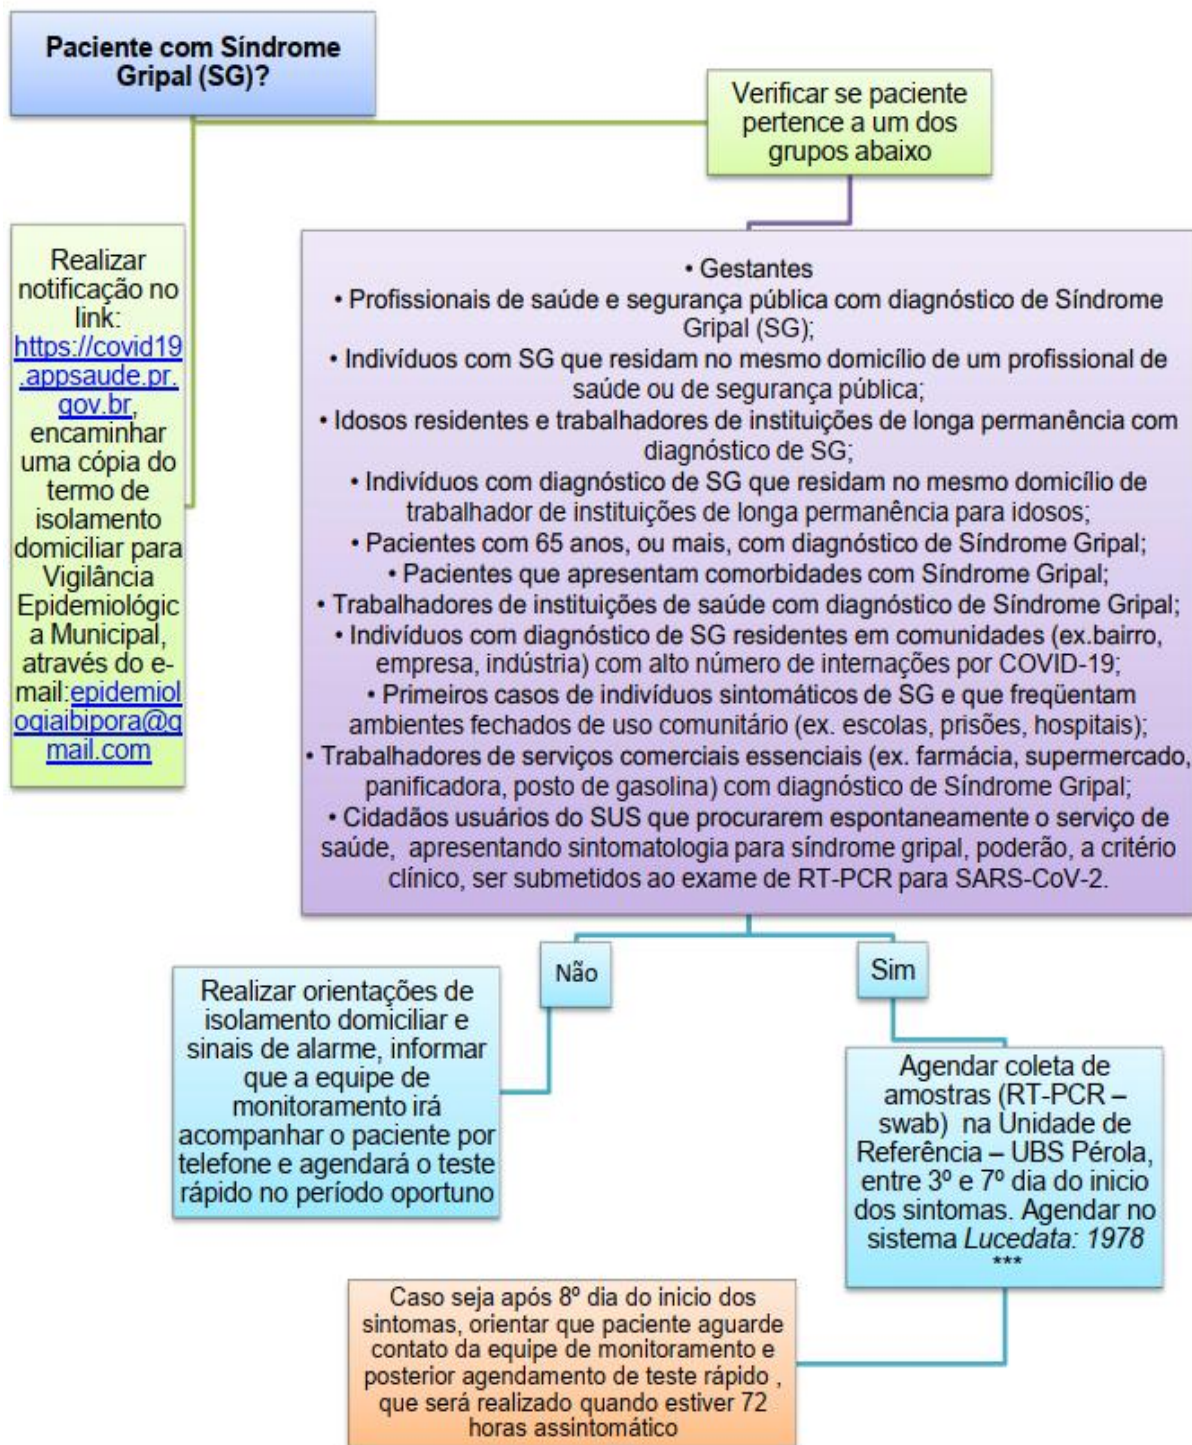 Paciente com Síndrome
Gripal (SG)?
Verificar se paciente
pertence a um dos
grupos abaixo
Realizar
notificação no
link:
https://covid19
.appsaude.pr.
gov.br,
encaminhar
uma cópia do
termo de
isolamento
domiciliar para
Vigilância
Epidemiológic
a Municipal,
através do e-
mail:epidemiol
ogiaibipora@g
mail.com
• Gestantes
• Profissionais de saúde e segurança pública com diagnóstico de Síndrome
Gripal (SG);
• Indivíduos com SG que residam no mesmo domicílio de um profissional de
saúde ou de segurança pública;
• Idosos residentes e trabalhadores de instituições de longa permanência com
diagnóstico de SG;
• Indivíduos com diagnóstico de SG que residam no mesmo domicílio de
trabalhador de instituições de longa permanência para idosos;
• Pacientes com 65 anos, ou mais, com diagnóstico de Síndrome Gripal;
• Pacientes que apresentam comorbidades com Síndrome Gripal;
• Trabalhadores de instituições de saúde com diagnóstico de Síndrome Gripal;
• Indivíduos com diagnóstico de SG residentes em comunidades (ex.bairro,
empresa, indústria) com alto número de internações por COVID-19;
• Primeiros casos de indivíduos sintomáticos de SG e que freqüentam
ambientes fechados de uso comunitário (ex. escolas, prisões, hospitais);
• Trabalhadores de serviços comerciais essenciais (ex. farmácia, supermercado,
panificadora, posto de gasolina) com diagnóstico de Síndrome Gripal;
• Cidadãos usuários do SUS que procurarem espontaneamente o serviço de
saúde, apresentando sintomatologia para síndrome gripal, poderão, a critério
clínico, ser submetidos ao exame de RT-PCR para SARS-CoV-2.
Não
Sim
Realizar orientações de
isolamento domiciliar e
sinais de alarme, informar
que a equipe de
monitoramento irá
acompanhar o paciente por
telefone e agendará o teste
rápido no período oportuno
Agendar coleta de
amostras (RT-PCR –
swab) na Unidade de
Referência – UBS Pérola,
entre 3º e 7º dia do inicio
dos sintomas. Agendar no
sistema Lucedata: 1978
***
Caso seja após 8º dia do inicio dos
sintomas, orientar que paciente aguarde
contato da equipe de monitoramento e
posterior agendamento de teste rápido ,
que será realizado quando estiver 72
horas assintomático